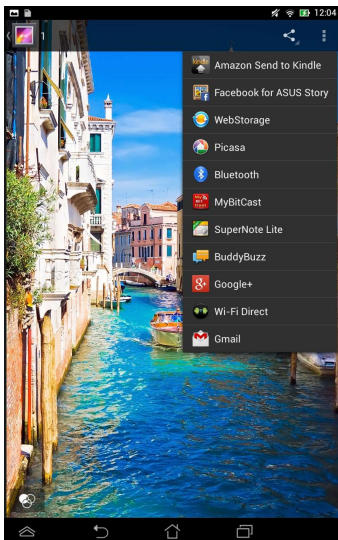 12:04
1
Amazon Send to Kindle
Facebook for ASUS Story
WebStorage
Picasa
Bluetooth
MyBitCast
SuperNote Lite
BuddyBuzz
Google+
Wi-Fi Direct
Gmail